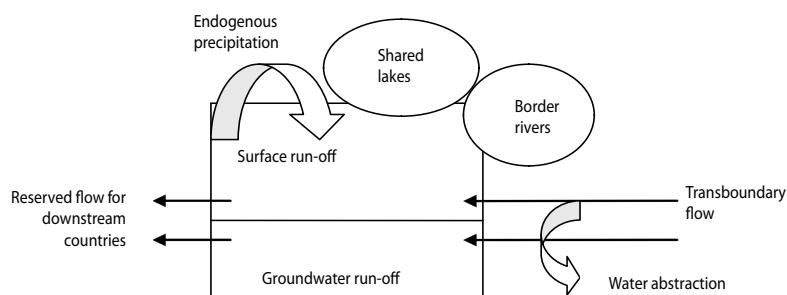 Endogenous
precipitation
Shared
lakes
Border
rivers
Surface run-off
Reserved flow for
downstream
countries
Transboundary
flow
Groundwater run-off
Water abstraction